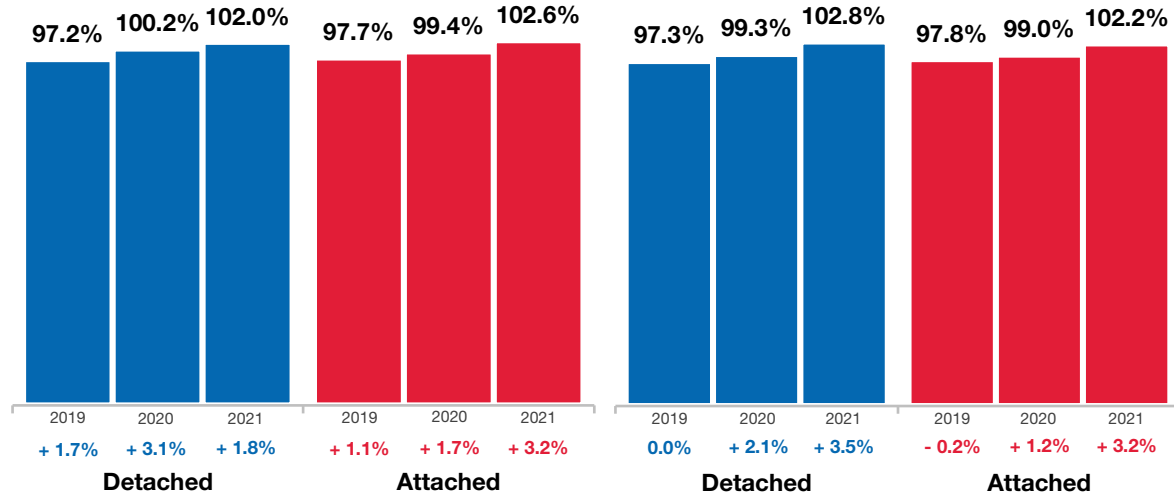 97.2% 100.2% 102.0% 97.7% 99.4% 102.6%
2019 2020 2021 2019 2020 2021
+ 1.7% + 3.1% + 1.8% + 1.1% + 1.7% + 3.2%
Detached Attached
97.3% 99.3% 102.8% 97.8% 99.0% 102.2%
2019 2020 2021 2019 2020 2021
0.0% + 2.1% + 3.5% - 0.2% + 1.2% + 3.2%
Detached Attached